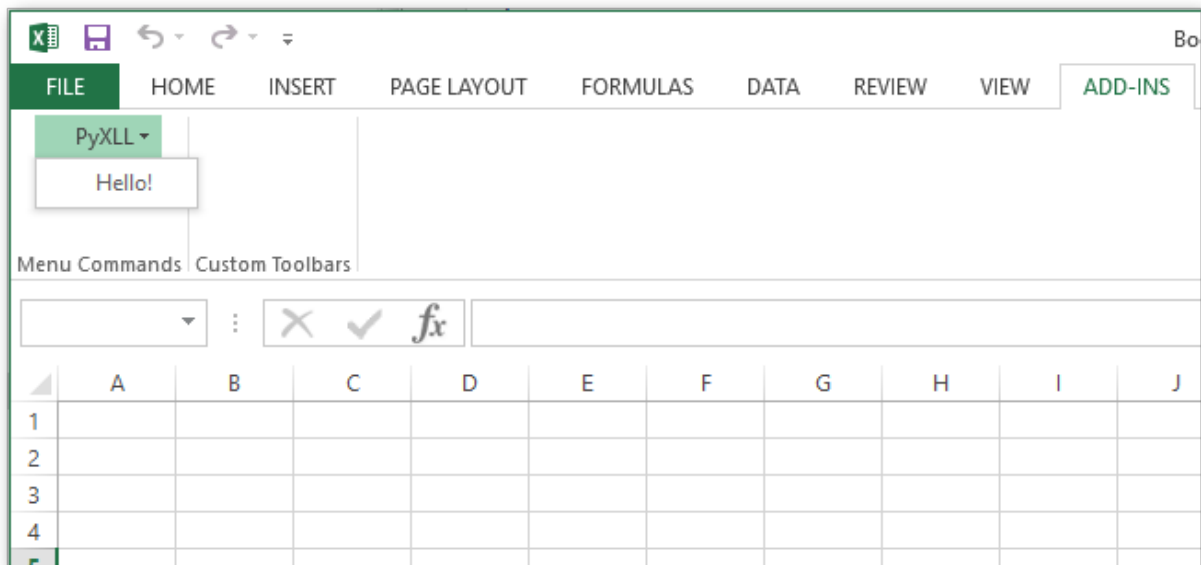 Bo
FILE HOME INSERT PAGE LAYOUT FORMULAS DATA REVIEW VIEW ADD-INS
PyXLL
Hello!
Menu Commands Custom Toolbars
fx
A B C D E F G H I J
1
2
3
4
5